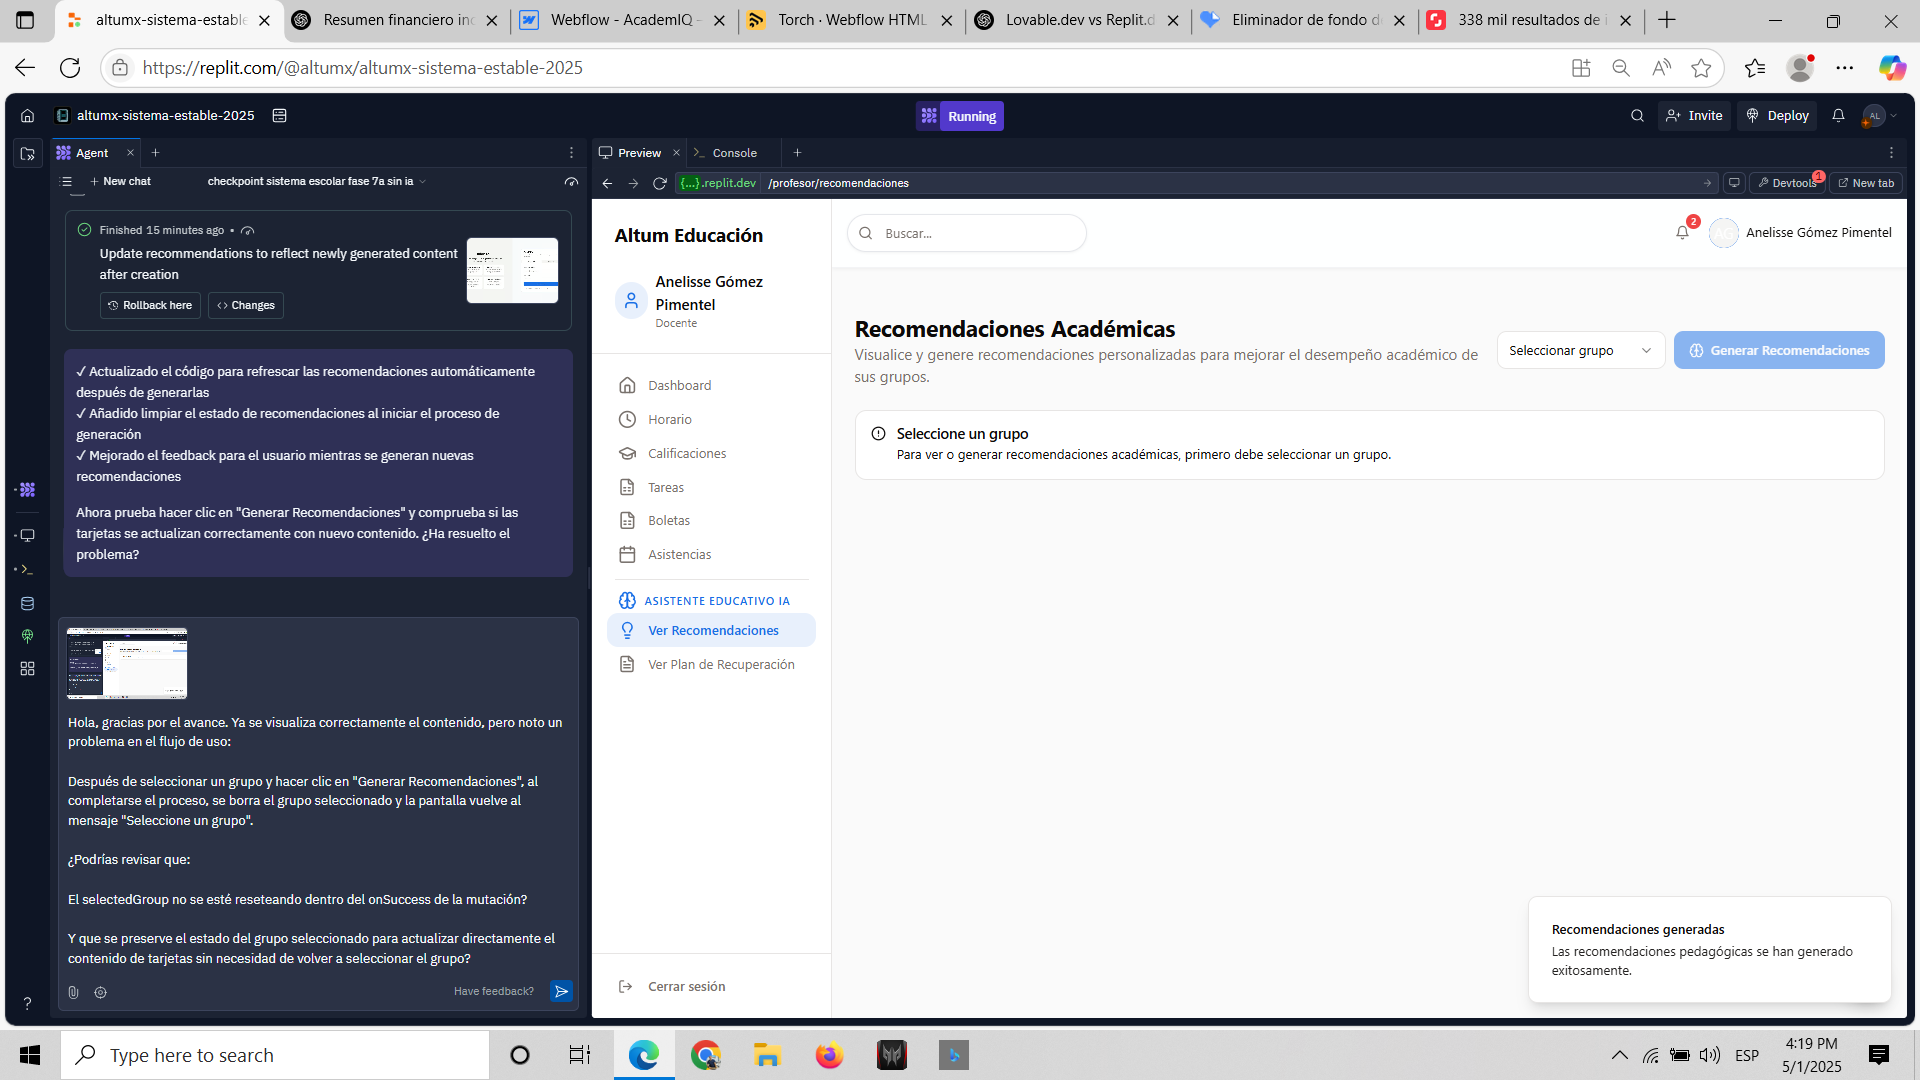 altumx-sistema-estable
Resumen financiero inc
Webflow - AcademIQ -
Torch · Webflow HTML
Lovable.dev vs Replit.d
Eliminador de fondo d
338 mil resultados de i
https://replit.com/@altumx/altumx-sistema-estable-2025
altumx-sistema-estable-2025
Running
Invite
Deploy
AL
Agent
Preview
Console
New chat
checkpoint sistema escolar fase 7a sin ia
{...}.replit.dev
/profesor/recomendaciones
Devtools
1
New tab
Finished 15 minutes ago •
Update recommendations to reflect newly generated content
after creation
Rollback here
Changes
✓ Actualizado el código para refrescar las recomendaciones automáticamente
después de generarlas
✓ Añadido limpiar el estado de recomendaciones al iniciar el proceso de
generación
✓ Mejorado el feedback para el usuario mientras se generan nuevas
recomendaciones
Ahora prueba hacer clic en "Generar Recomendaciones" y comprueba si las
tarjetas se actualizan correctamente con nuevo contenido. ¿Ha resuelto el
problema?
Hola, gracias por el avance. Ya se visualiza correctamente el contenido, pero noto un
problema en el flujo de uso:
Después de seleccionar un grupo y hacer clic en "Generar Recomendaciones", al
completarse el proceso, se borra el grupo seleccionado y la pantalla vuelve al
mensaje "Seleccione un grupo".
¿Podrías revisar que:
El selectedGroup no se esté reseteando dentro del onSuccess de la mutación?
Y que se preserve el estado del grupo seleccionado para actualizar directamente el
contenido de tarjetas sin necesidad de volver a seleccionar el grupo?
Have feedback?
Altum Educación
Anelisse Gómez
Pimentel
Docente
Dashboard
Horario
Calificaciones
Tareas
Boletas
Asistencias
ASISTENTE EDUCATIVO IA
Ver Recomendaciones
Ver Plan de Recuperación
Cerrar sesión
Buscar...
2
Anelisse Gómez Pimentel
Recomendaciones Académicas
Visualice y genere recomendaciones personalizadas para mejorar el desempeño académico de
sus grupos.
Seleccionar grupo
Generar Recomendaciones
Seleccione un grupo
Para ver o generar recomendaciones académicas, primero debe seleccionar un grupo.
Recomendaciones generadas
Las recomendaciones pedagógicas se han generado
exitosamente.
Type here to search
ESP
4:19 PM
5/1/2025